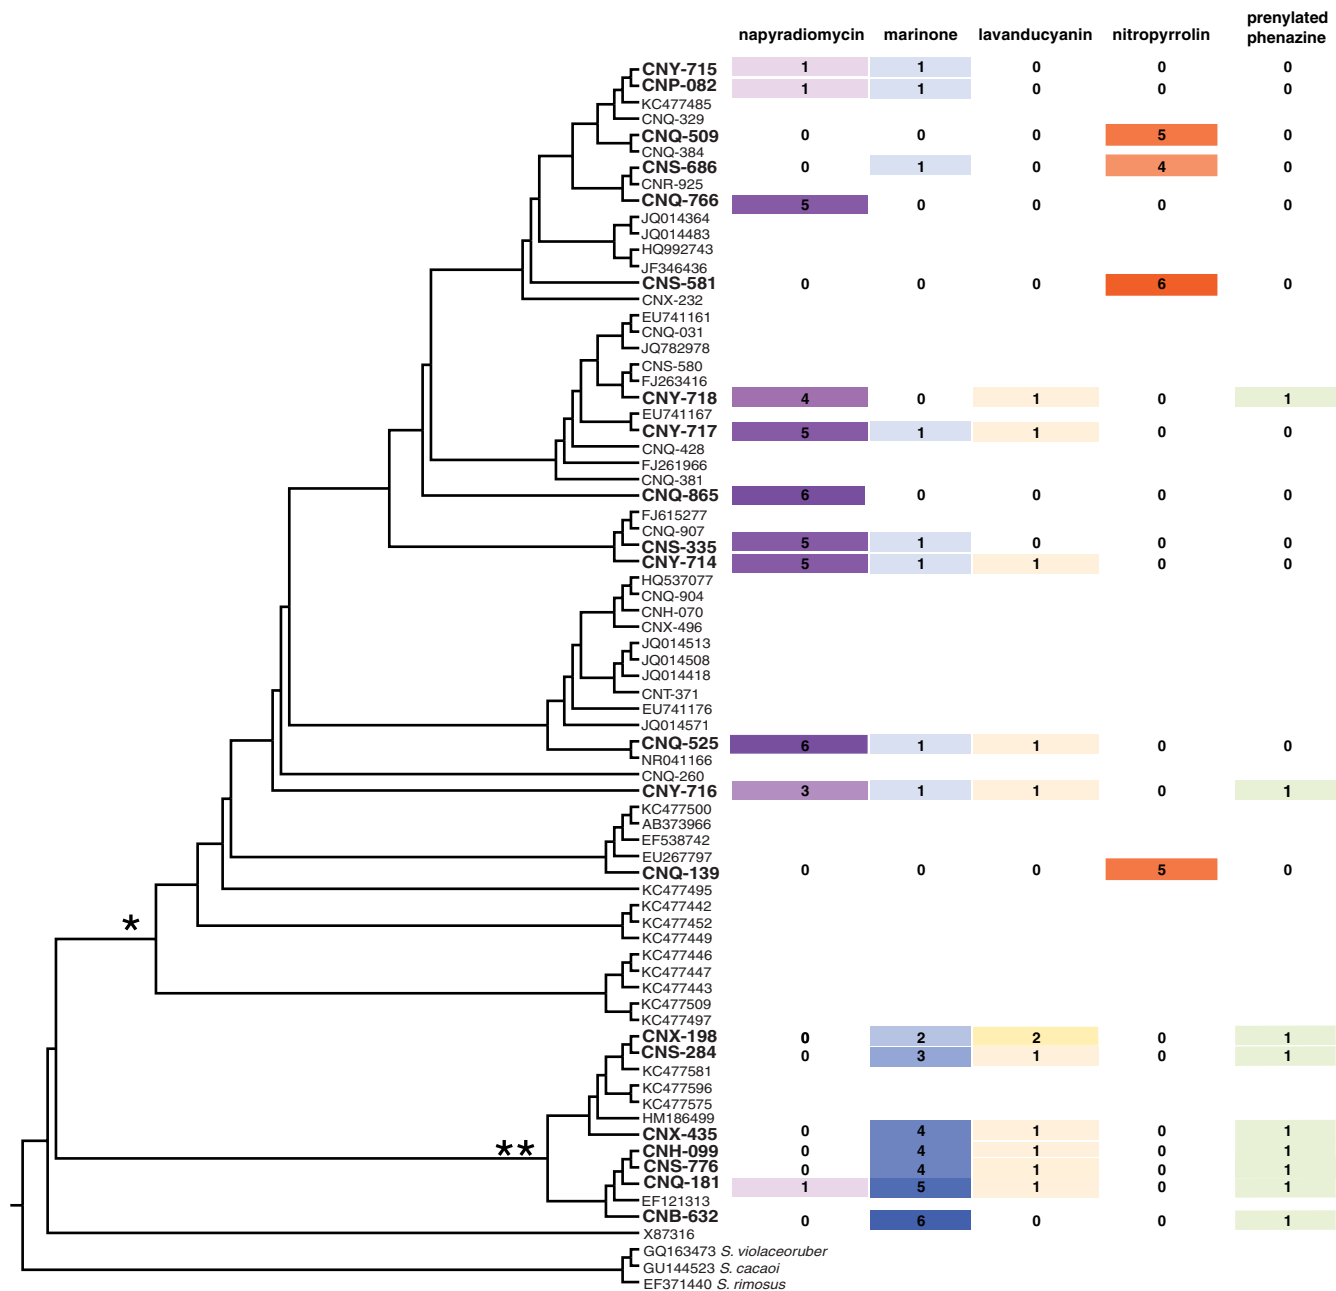 prenylated
napyradiomycin marinone lavanducyanin nitropyrrolin phenazine
CNY-715 1 1 0 0 0
CNP-082 1 1 0 0 0
KC477485
CNQ-329
CNQ-509 0 0 0 5 0
CNQ-384
CNS-686 0 1 0 4 0
CNR-925
CNQ-766 5 0 0 0 0
JQ014364
JQ014483
HQ992743
JF346436
CNS-581 0 0 0 6 0
CNX-232
EU741161
CNQ-031
JQ782978
CNS-580
FJ263416
CNY-718 4 0 1 0 1
EU741167
CNY-717 5 1 1 0 0
CNQ-428
FJ261966
CNQ-381
CNQ-865 6 0 0 0 0
FJ615277
CNQ-907
CNS-335 5 1 0 0 0
CNY-714 5 1 1 0 0
HQ537077
CNQ-904
CNH-070
CNX-496
JQ014513
JQ014508
JQ014418
CNT-371
EU741176
JQ014571
CNQ-525 6 1 1 0 0
NR041166
CNQ-260
CNY-716 3 1 1 0 1
KC477500
AB373966
EF538742
EU267797
CNQ-139 0 0 0 5 0
KC477495
KC477442
*
KC477452
KC477449
KC477446
KC477447
KC477443
KC477509
KC477497
CNX-198 0 2 2 0 1
CNS-284 0 3 1 0 1
KC477581
KC477596
KC477575
HM186499
CNX-435 0 4 1 0 1
**
CNH-099 0 4 1 0 1
CNS-776 0 4 1 0 1
CNQ-181 1 5 1 0 1
EF121313
CNB-632 0 6 0 0 1
X87316
GQ163473 S. violaceoruber
GU144523 S. cacaoi
EF371440 S. rimosus